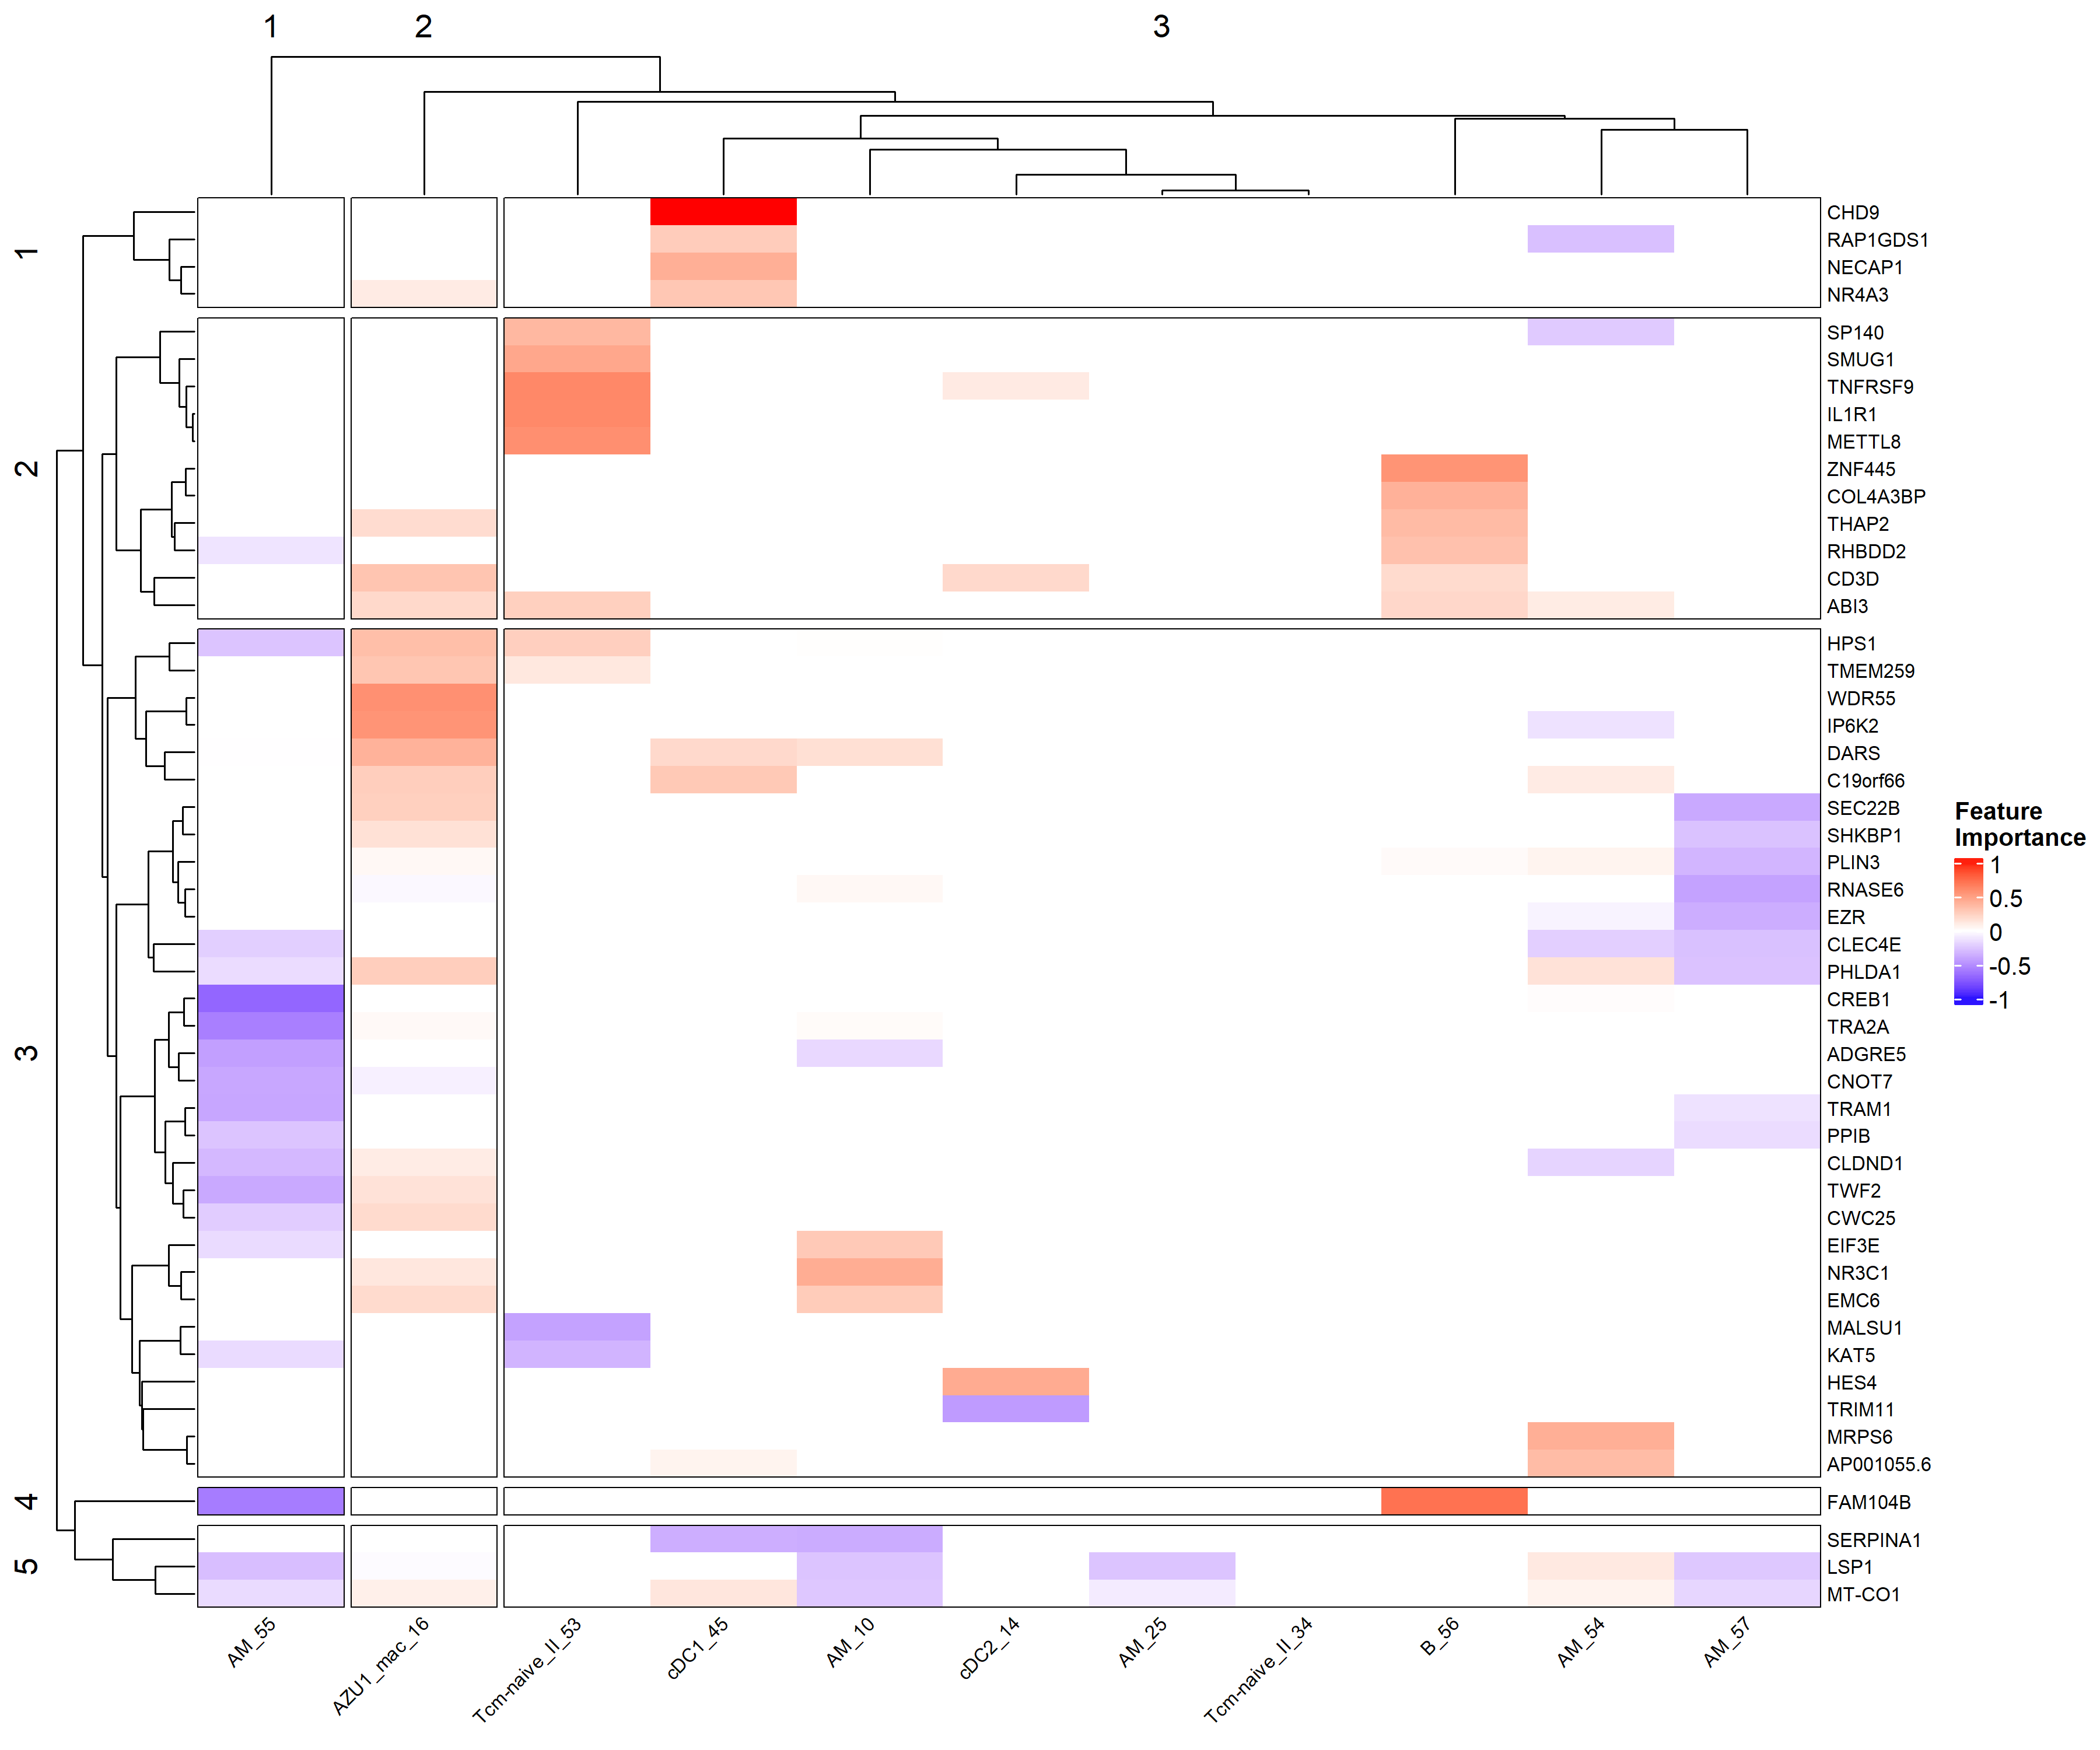 1
2
3
1
2
3
4
5
CHD9
RAP1GDS1
NECAP1
NR4A3
SP140
SMUG1
TNFRSF9
IL1R1
METTL8
ZNF445
COL4A3BP
THAP2
RHBDD2
CD3D
ABI3
HPS1
TMEM259
WDR55
IP6K2
DARS
C19orf66
SEC22B
SHKBP1
PLIN3
RNASE6
EZR
CLEC4E
PHLDA1
CREB1
TRA2A
ADGRE5
CNOT7
TRAM1
PPIB
CLDND1
TWF2
CWC25
EIF3E
NR3C1
EMC6
MALSU1
KAT5
HES4
TRIM11
MRPS6
AP001055.6
FAM104B
SERPINA1
LSP1
MT-CO1
AM_55
AZU1_mac_16
Tcm-naive_II_53
cDC1_45
AM_10
cDC2_14
AM_25
Tcm-naive_II_34
B_56
AM_54
AM_57
Feature
Importance
1
0.5
0
-0.5
-1